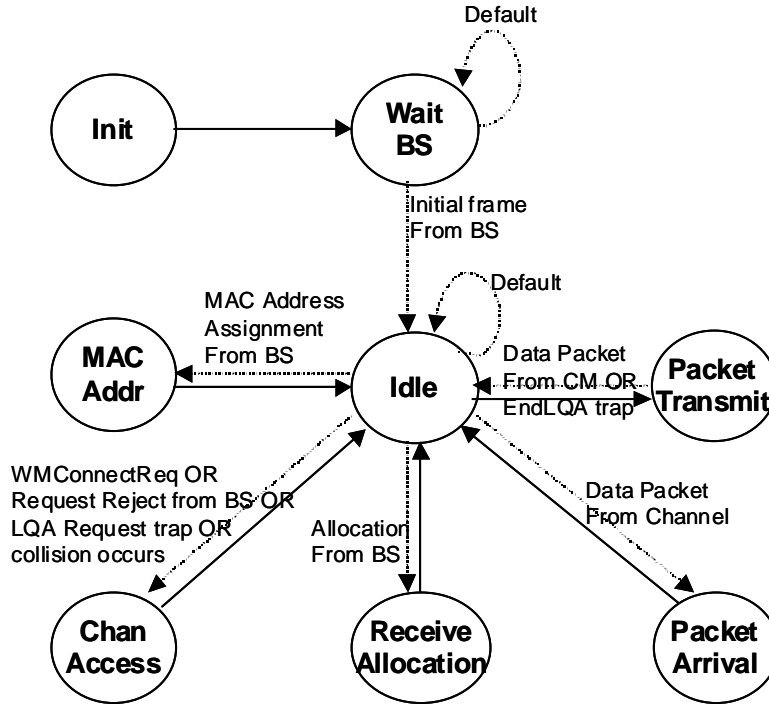 Default
Init
Wait
BS
Initial frame
From BS
Default
MAC Address
Assignment
From BS
MAC
Addr
Idle
Data Packet
From CM OR
EndLQA trap
Packet
Transmit
WMConnectReq OR
Request Reject from BS OR
LQA Request trap OR
collision occurs
Allocation
From BS
Data Packet
From Channel
Chan
Access
Receive
Allocation
Packet
Arrival